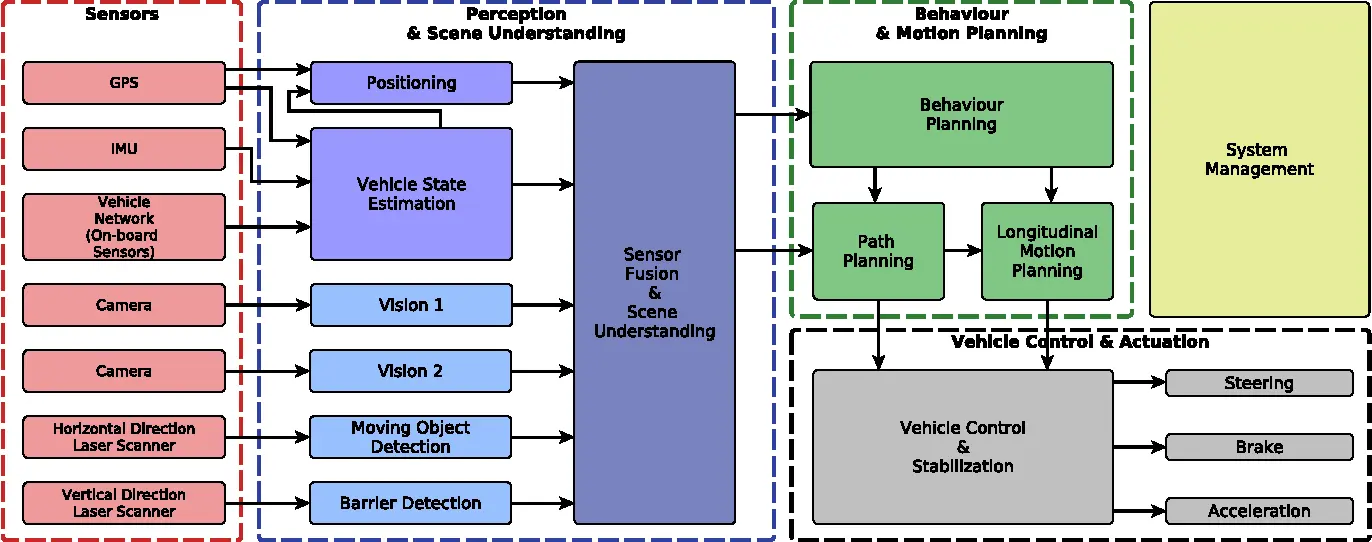 Sensors
GPS
IMU
Vehicle
Network
(On-board
Sensors)
Camera
Camera
Horizontal Direction
Laser Scanner
Vertical Direction
Laser Scanner
Perception
& Scene Understanding
Positioning
Vehicle State
Estimation
Vision 1
Vision 2
Moving Object
Detection
Barrier Detection
Sensor
Fusion
&
Scene
Understanding
Behaviour
& Motion Planning
Behaviour
Planning
Path
Planning
Longitudinal
Motion
Planning
System
Management
Vehicle Control & Actuation
Vehicle Control
&
Stabilization
Steering
Brake
Acceleration